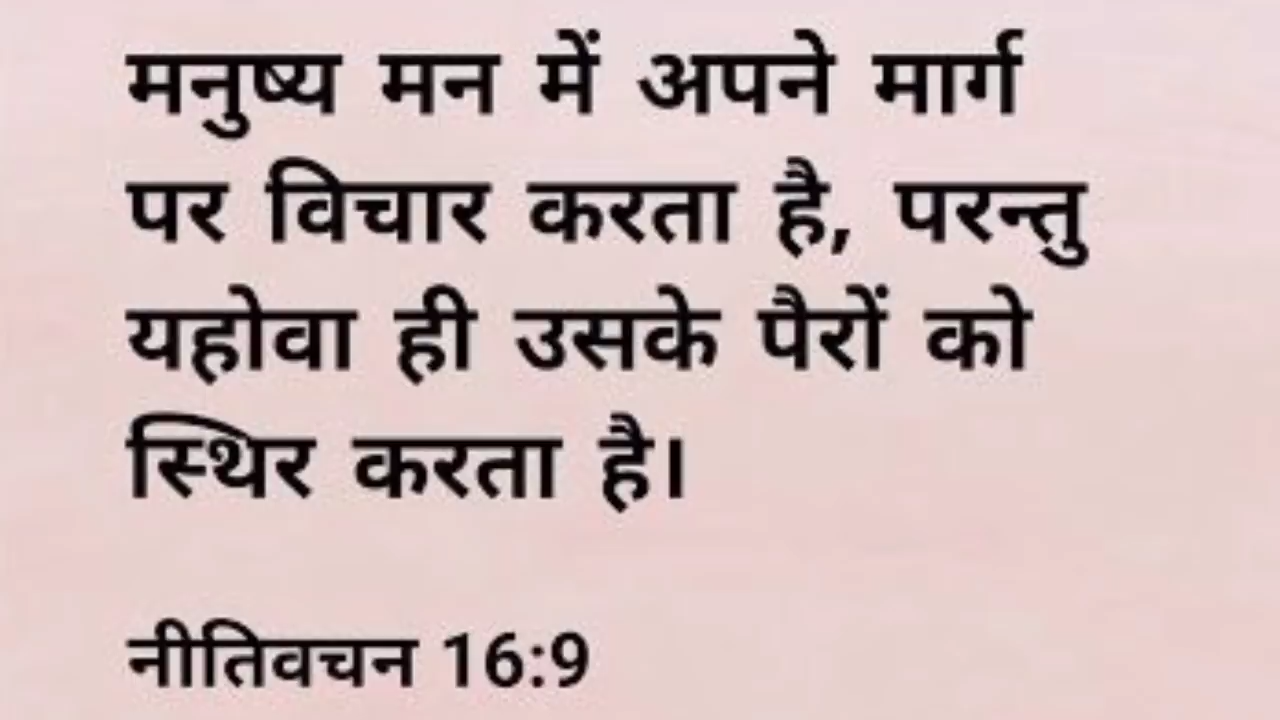 मनुष्य मन में अपने मार्ग
पर विचार करता है, परन्तु
यहोवा ही उसके पैरों को
स्थिर करता है।
नीतिवचन 16:9